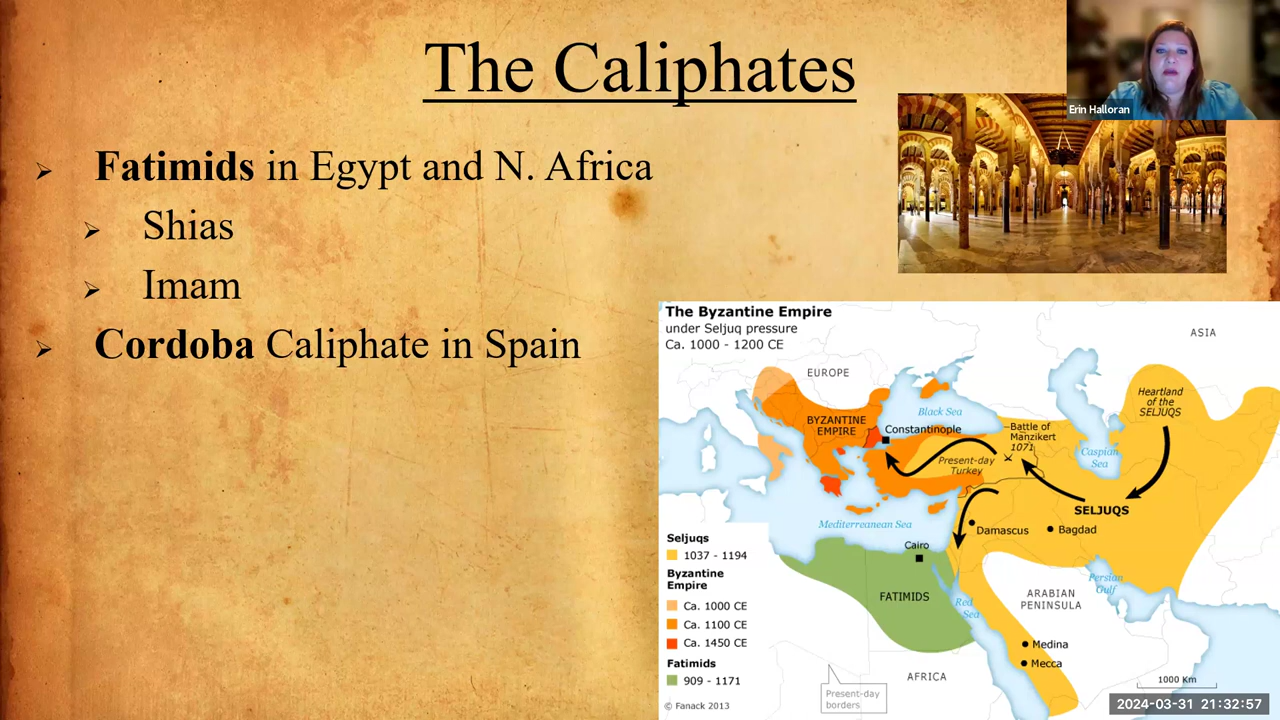 The Caliphates
Erin Halloran
Fatimids in Egypt and N. Africa
Shias
Imam
Cordoba Caliphate in Spain
The Byzantine Empire
under Seljuq pressure
Ca. 1000 - 1200 CE
ASIA
EUROPE
Heartland
of the
SELJUQS
Black Sea
BYZANTINE
EMPIRE
Constantinople
Battle of
Manzikert
1071
Caspian
Sea
Present-day
Turkey
SELJUQS
Mediterranean Sea
Damascus
Bagdad
Cairo
Persian
Gulf
FATIMIDS
Red
Sea
ARABIAN
PENINSULA
Medina
Mecca
AFRICA
Present-day
borders
1000 Km
Seljuqs
1037 - 1194
Byzantine
Empire
Ca. 1000 CE
Ca. 1100 CE
Ca. 1450 CE
Fatimids
909 - 1171
© Fanack 2013
2024-03-31 21:32:57